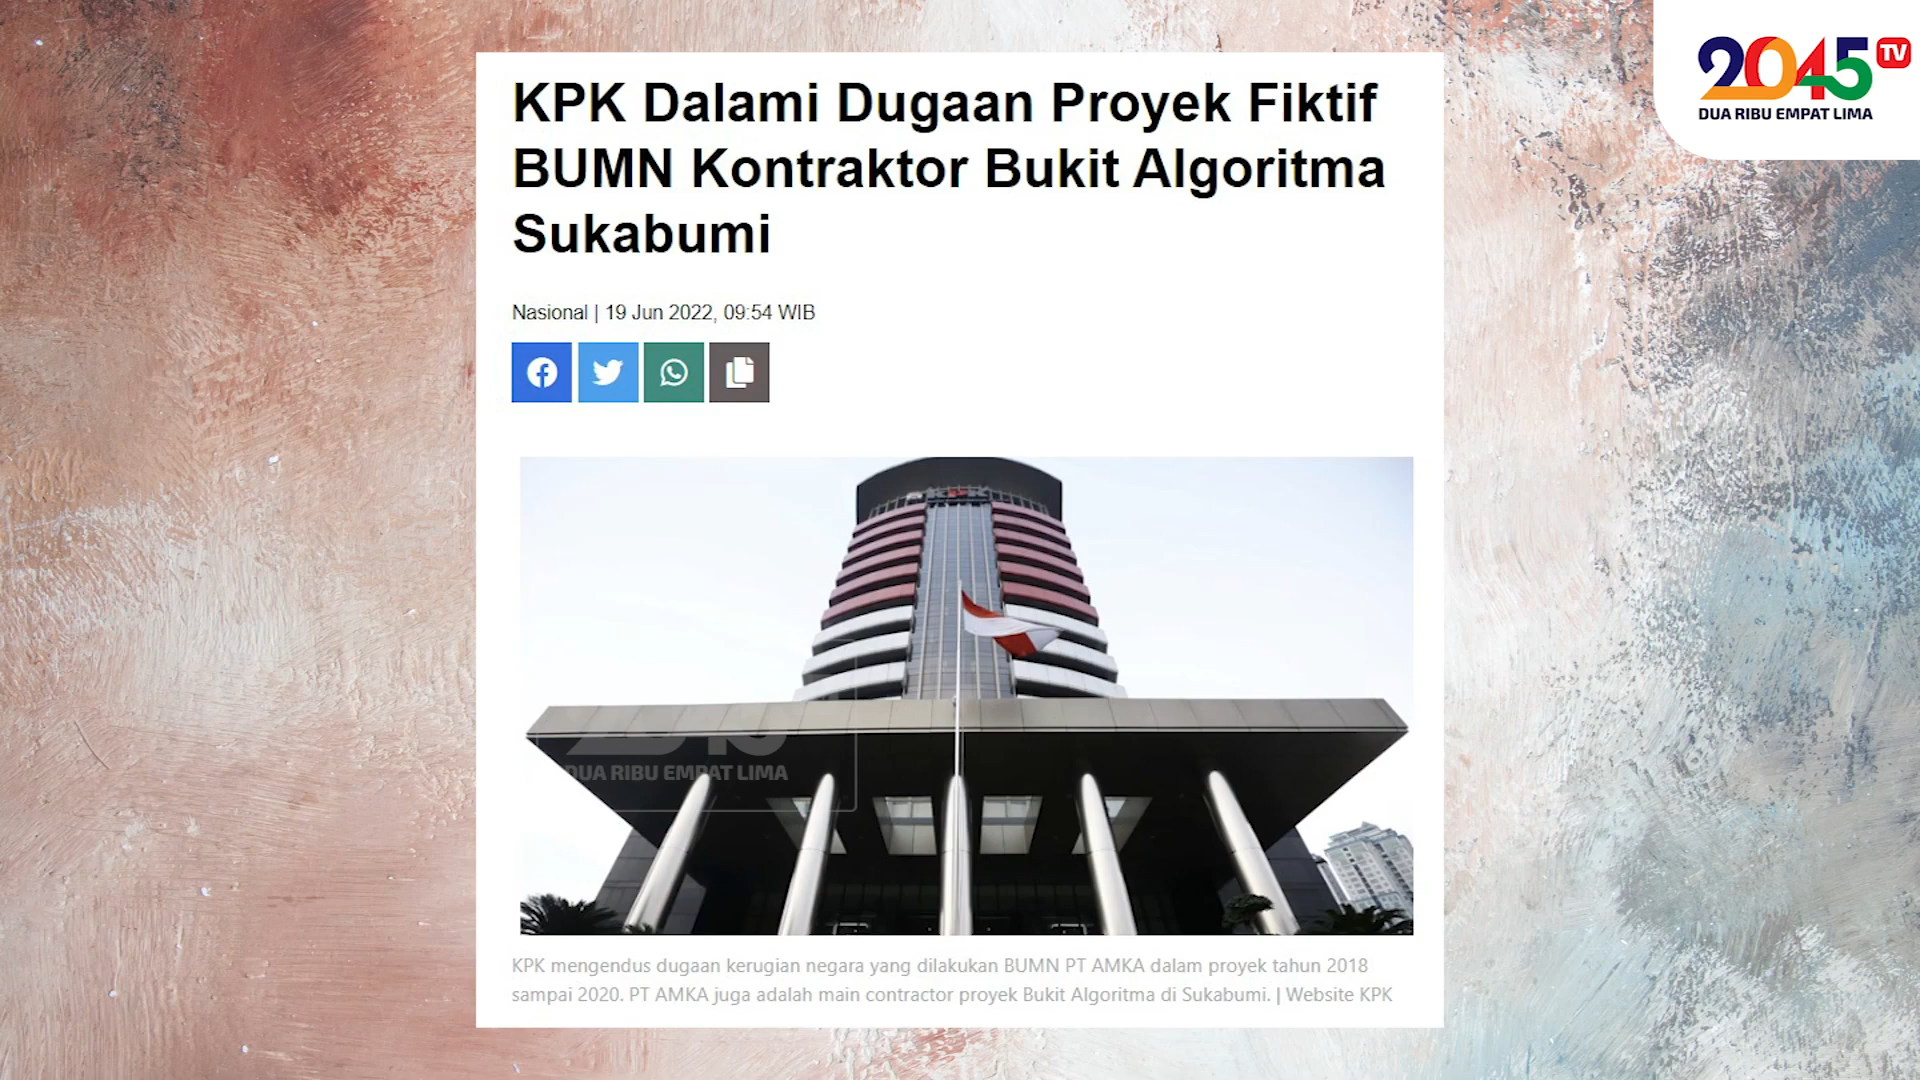 2045 TV
DUA RIBU EMPAT LIMA
KPK Dalami Dugaan Proyek Fiktif
BUMN Kontraktor Bukit Algoritma
Sukabumi
Nasional | 19 Jun 2022, 09:54 WIB
KPK
DUA RIBU EMPAT LIMA
KPK mengendus dugaan kerugian negara yang dilakukan BUMN PT AMKA dalam proyek tahun 2018
sampai 2020. PT AMKA juga adalah main contractor proyek Bukit Algoritma di Sukabumi. | Website KPK